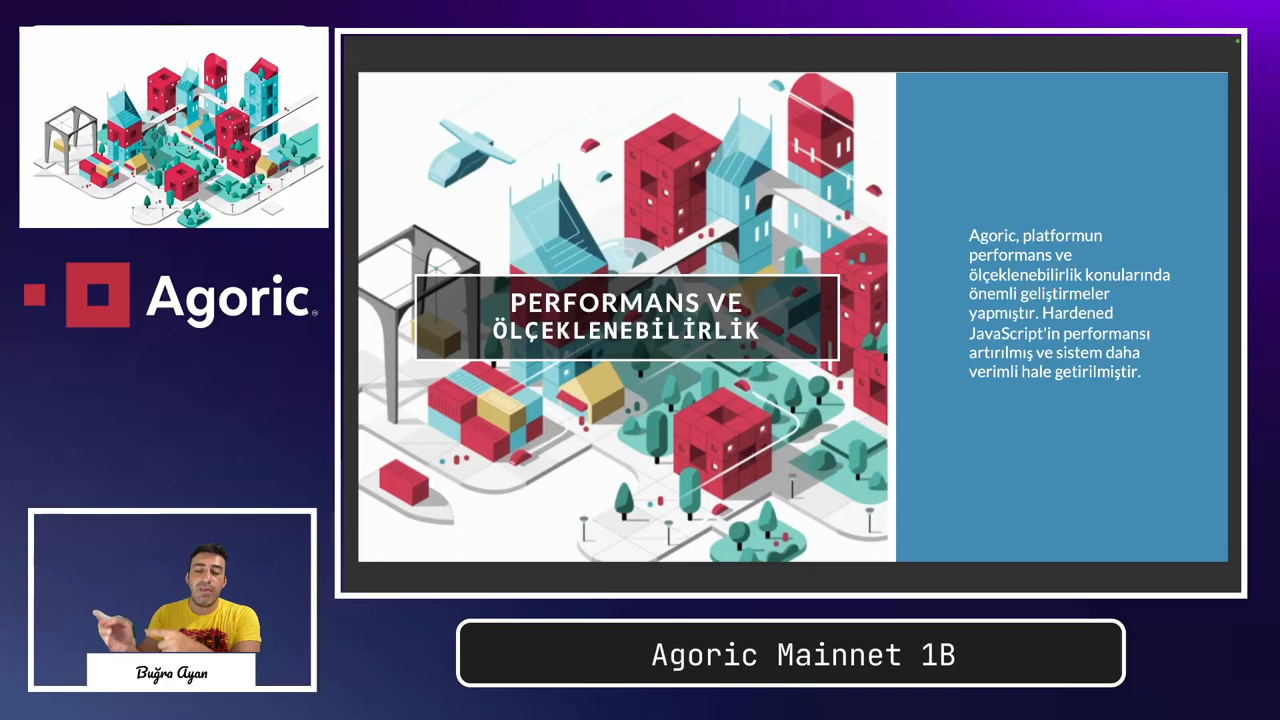 Agoric
PERFORMANS VE
ÖLÇEKLENEBİLİRLİK
Agoric, platformun
performans ve
ölçeklenebilirlik konularında
önemli geliştirmeler
yapmıştır. Hardened
JavaScript'in performansı
artırılmış ve sistem daha
verimli hale getirilmiştir.
Buğra Ayan
Agoric Mainnet 1B